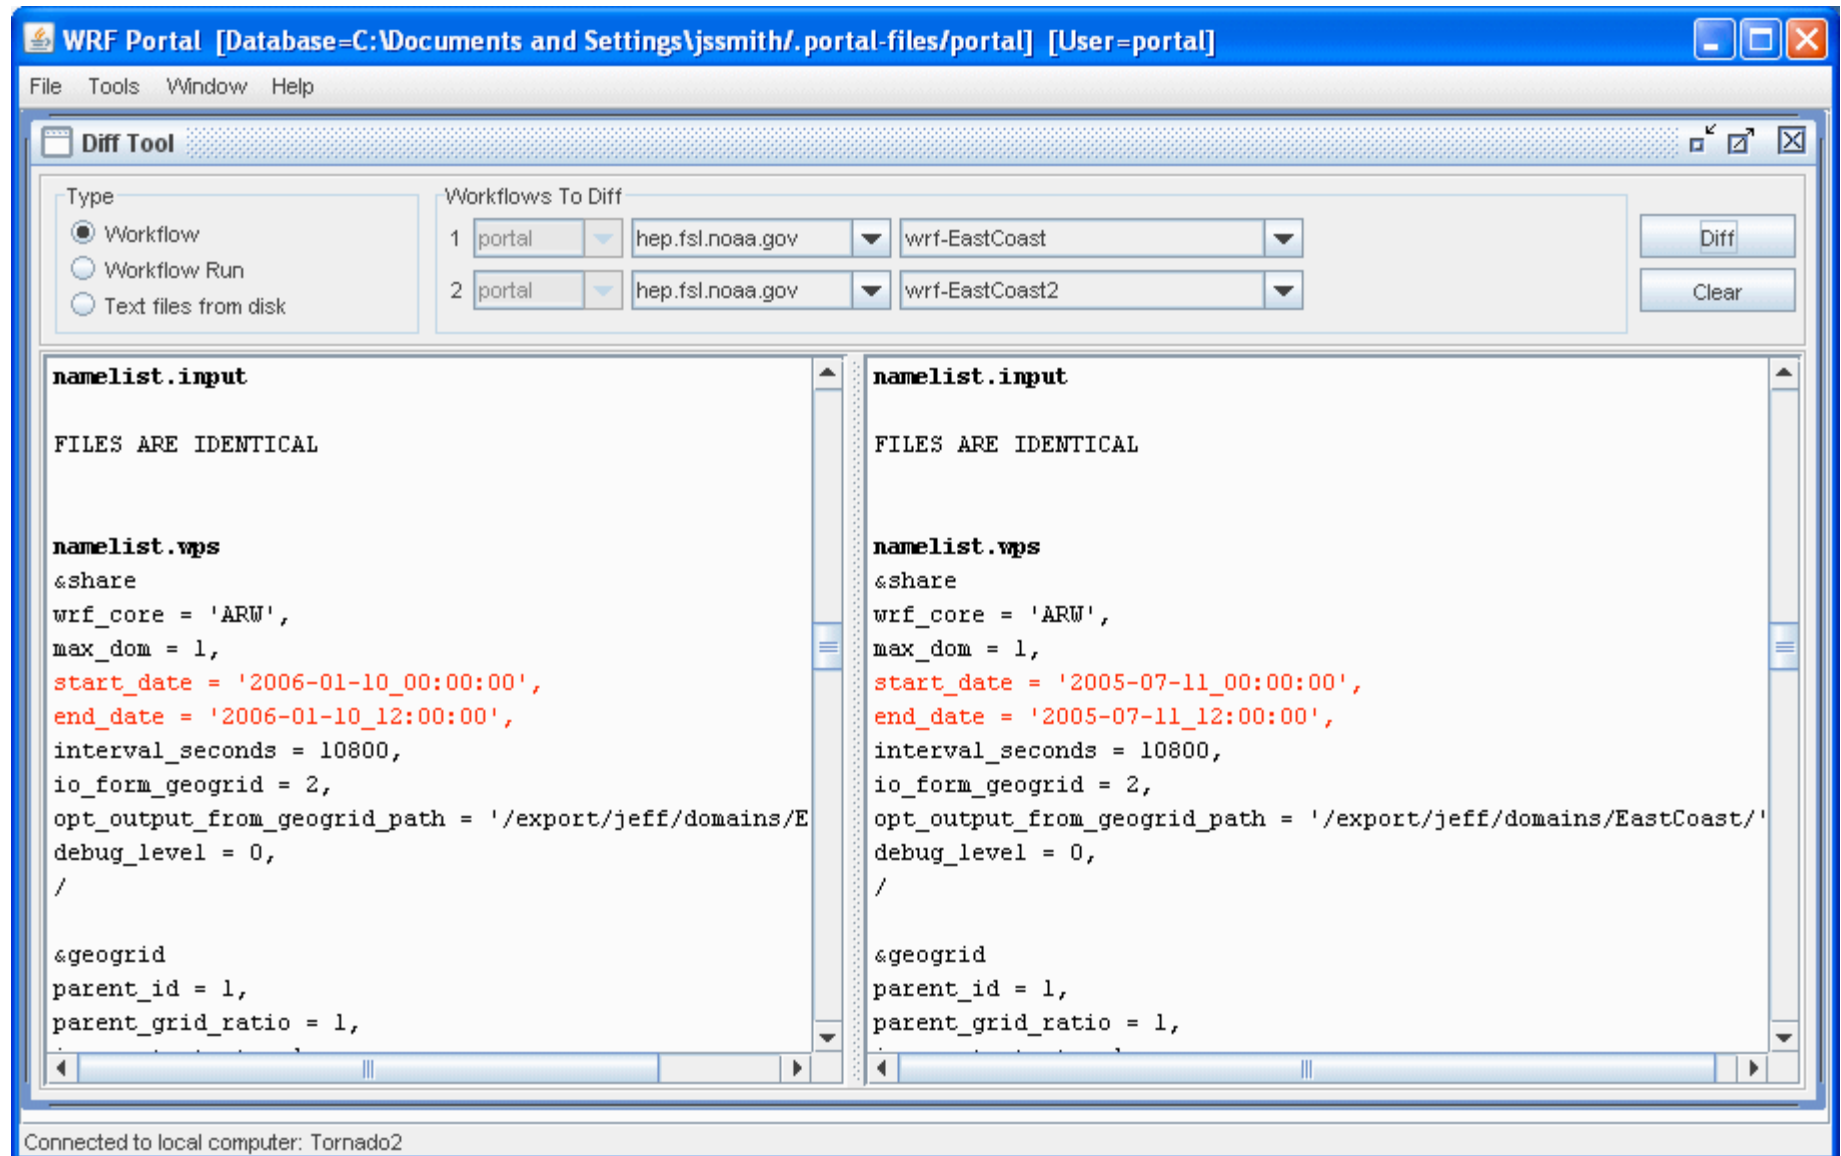 WRF Portal [Database=C:\Documents and Settings\jssmith/.portal-files/portal] [User=portal]
File Tools Window Help
Diff Tool
Type
Workflow
Workflow Run
Text files from disk
Workflows To Diff
1 portal hep.fsl.noaa.gov wrf-EastCoast
2 portal hep.fsl.noaa.gov wrf-EastCoast2
Diff
Clear
namelist.input
FILES ARE IDENTICAL
namelist.wps
&share
wrf_core = 'ARW',
max_dom = 1,
start_date = '2006-01-10_00:00:00',
end_date = '2006-01-10_12:00:00',
interval_seconds = 10800,
io_form_geogrid = 2,
opt_output_from_geogrid_path = '/export/jeff/domains/E
debug_level = 0,
/
&geogrid
parent_id = 1,
parent_grid_ratio = 1,
namelist.input
FILES ARE IDENTICAL
namelist.wps
&share
wrf_core = 'ARW',
max_dom = 1,
start_date = '2005-07-11_00:00:00',
end_date = '2005-07-11_12:00:00',
interval_seconds = 10800,
io_form_geogrid = 2,
opt_output_from_geogrid_path = '/export/jeff/domains/EastCoast/'
debug_level = 0,
/
&geogrid
parent_id = 1,
parent_grid_ratio = 1,
Connected to local computer: Tornado2